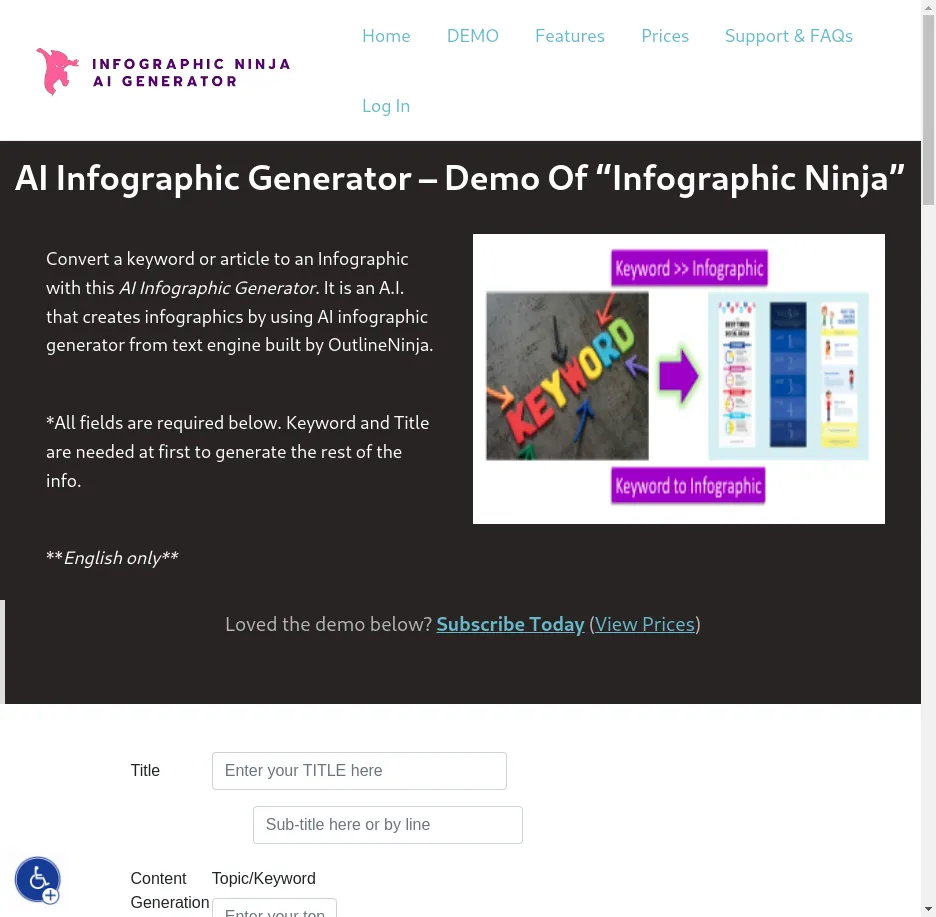 INFOGRAPHIC NINJA
AI GENERATOR
Home
DEMO
Features
Prices
Support & FAQs
Log In
AI Infographic Generator – Demo Of “Infographic Ninja”
Convert a keyword or article to an Infographic
with this AI Infographic Generator. It is an A.I.
that creates infographics by using AI infographic
generator from text engine built by OutlineNinja.
*All fields are required below. Keyword and Title
are needed at first to generate the rest of the
info.
**English only**
Keyword >> Infographic
KEYWORD
Keyword to Infographic
Loved the demo below? Subscribe Today (View Prices)
Title
Enter your TITLE here
Sub-title here or by line
Content
Generation
Topic/Keyword
Enter your top